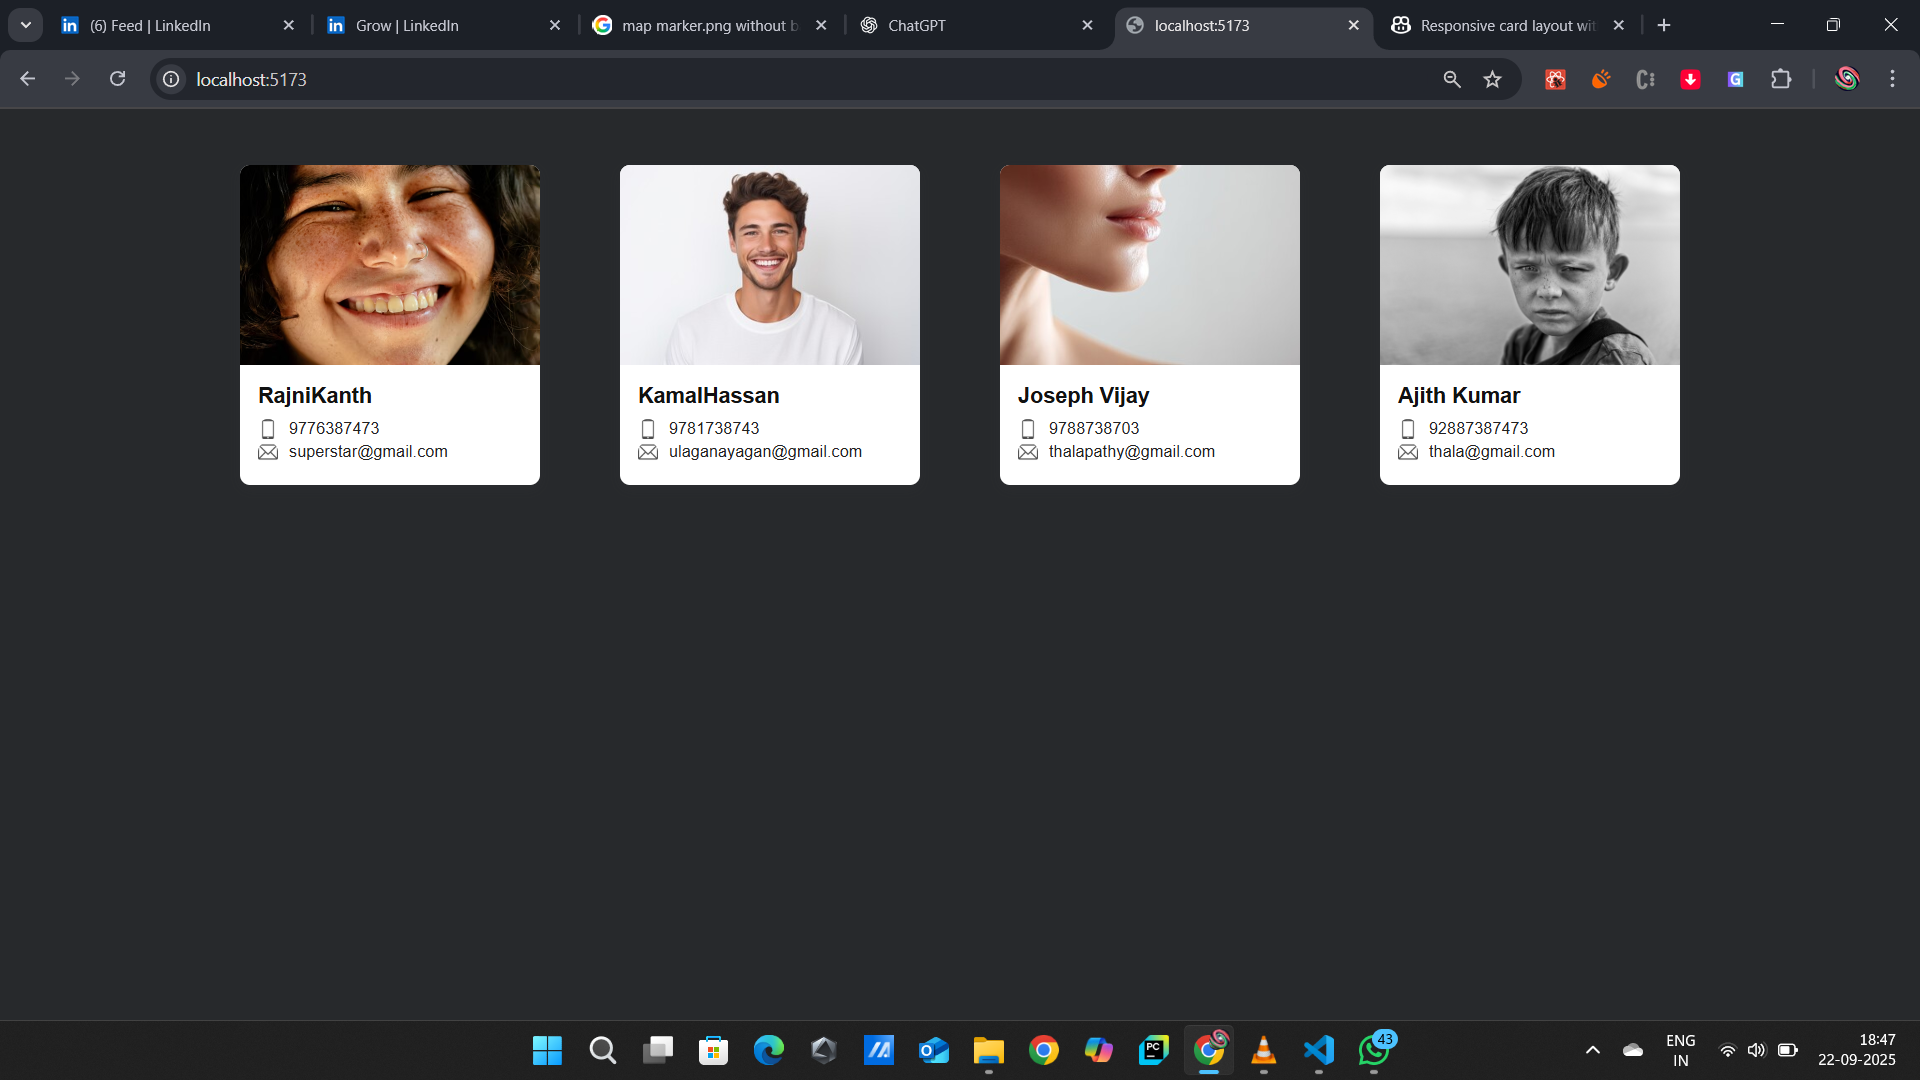 (6) Feed | LinkedIn
Grow | LinkedIn
map marker.png without b
ChatGPT
localhost:5173
Responsive card layout wit
localhost:5173
RajniKanth
9776387473
superstar@gmail.com
KamalHassan
9781738743
ulaganayagan@gmail.com
Joseph Vijay
9788738703
thalapathy@gmail.com
Ajith Kumar
92887387473
thala@gmail.com
43
ENG
IN
18:47
22-09-2025